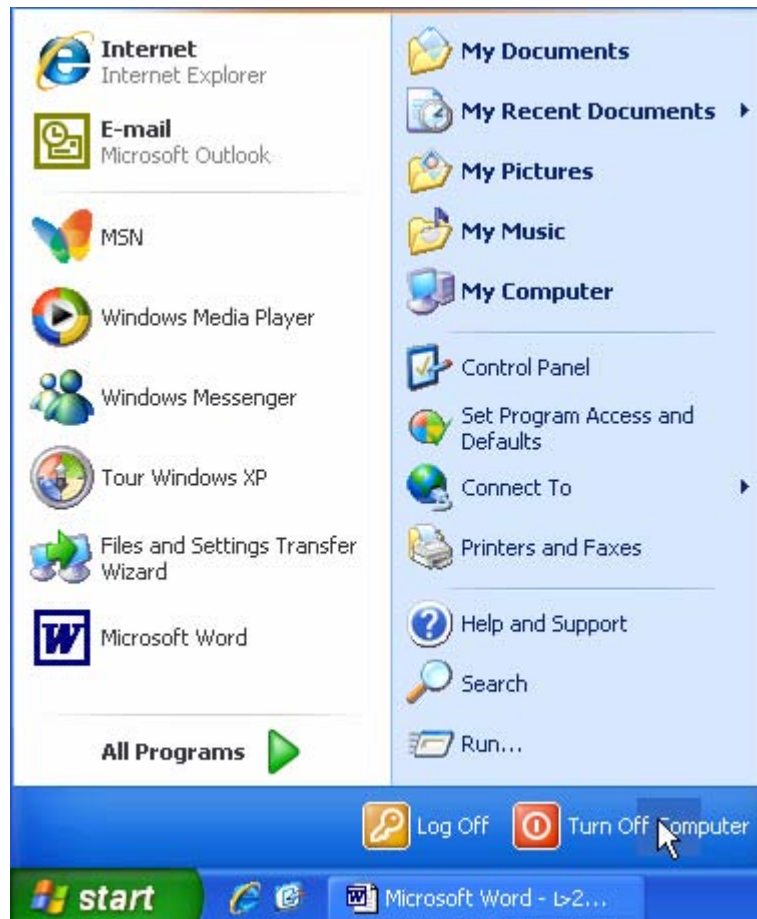 Internet
Internet Explorer
E-mail
Microsoft Outlook
MSN
Windows Media Player
Windows Messenger
Tour Windows XP
Files and Settings Transfer
Wizard
Microsoft Word
All Programs
My Documents
My Recent Documents
My Pictures
My Music
My Computer
Control Panel
Set Program Access and
Defaults
Connect To
Printers and Faxes
Help and Support
Search
Run...
Log Off
Turn Off Computer
start
Microsoft Word -